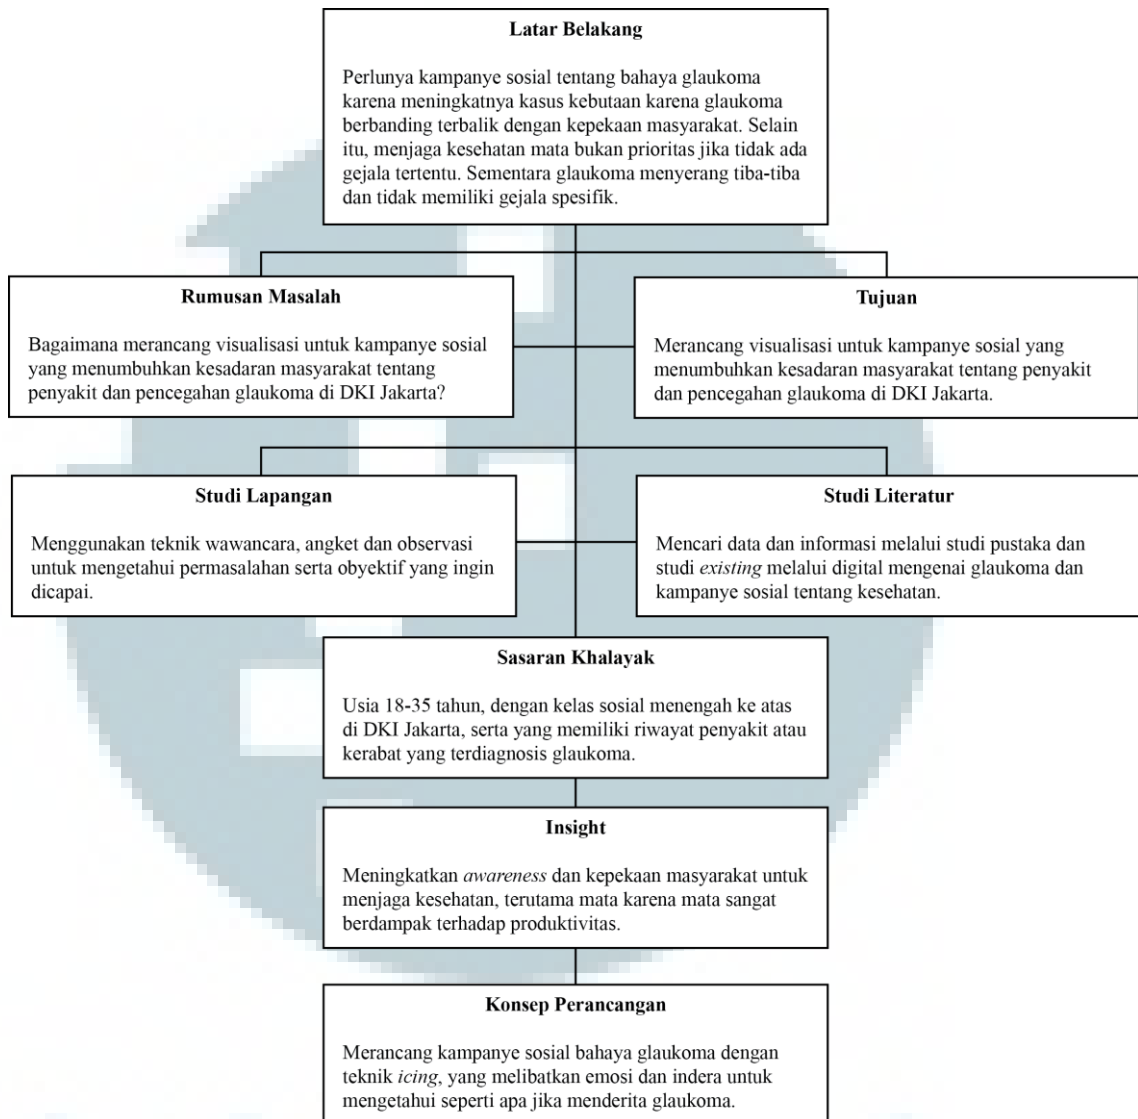 Latar Belakang
Perlunya kampanye sosial tentang bahaya glaukoma
karena meningkatnya kasus kebutaan karena glaukoma
berbanding terbalik dengan kepekaan masyarakat. Selain
itu, menjaga kesehatan mata bukan prioritas jika tidak ada
gejala tertentu. Sementara glaukoma menyerang tiba-tiba
dan tidak memiliki gejala spesifik.
Rumusan Masalah
Bagaimana merancang visualisasi untuk kampanye sosial
yang menumbuhkan kesadaran masyarakat tentang
penyakit dan pencegahan glaukoma di DKI Jakarta?
Tujuan
Merancang visualisasi untuk kampanye sosial yang
menumbuhkan kesadaran masyarakat tentang penyakit
dan pencegahan glaukoma di DKI Jakarta.
Studi Lapangan
Menggunakan teknik wawancara, angket dan observasi
untuk mengetahui permasalahan serta obyektif yang ingin
dicapai.
Studi Literatur
Mencari data dan informasi melalui studi pustaka dan
studi existing melalui digital mengenai glaukoma dan
kampanye sosial tentang kesehatan.
Sasaran Khalayak
Usia 18-35 tahun, dengan kelas sosial menengah ke atas
di DKI Jakarta, serta yang memiliki riwayat penyakit atau
kerabat yang terdiagnosis glaukoma.
Insight
Meningkatkan awareness dan kepekaan masyarakat untuk
menjaga kesehatan, terutama mata karena mata sangat
berdampak terhadap produktivitas.
Konsep Perancangan
Merancang kampanye sosial bahaya glaukoma dengan
teknik icing, yang melibatkan emosi dan indera untuk
mengetahui seperti apa jika menderita glaukoma.